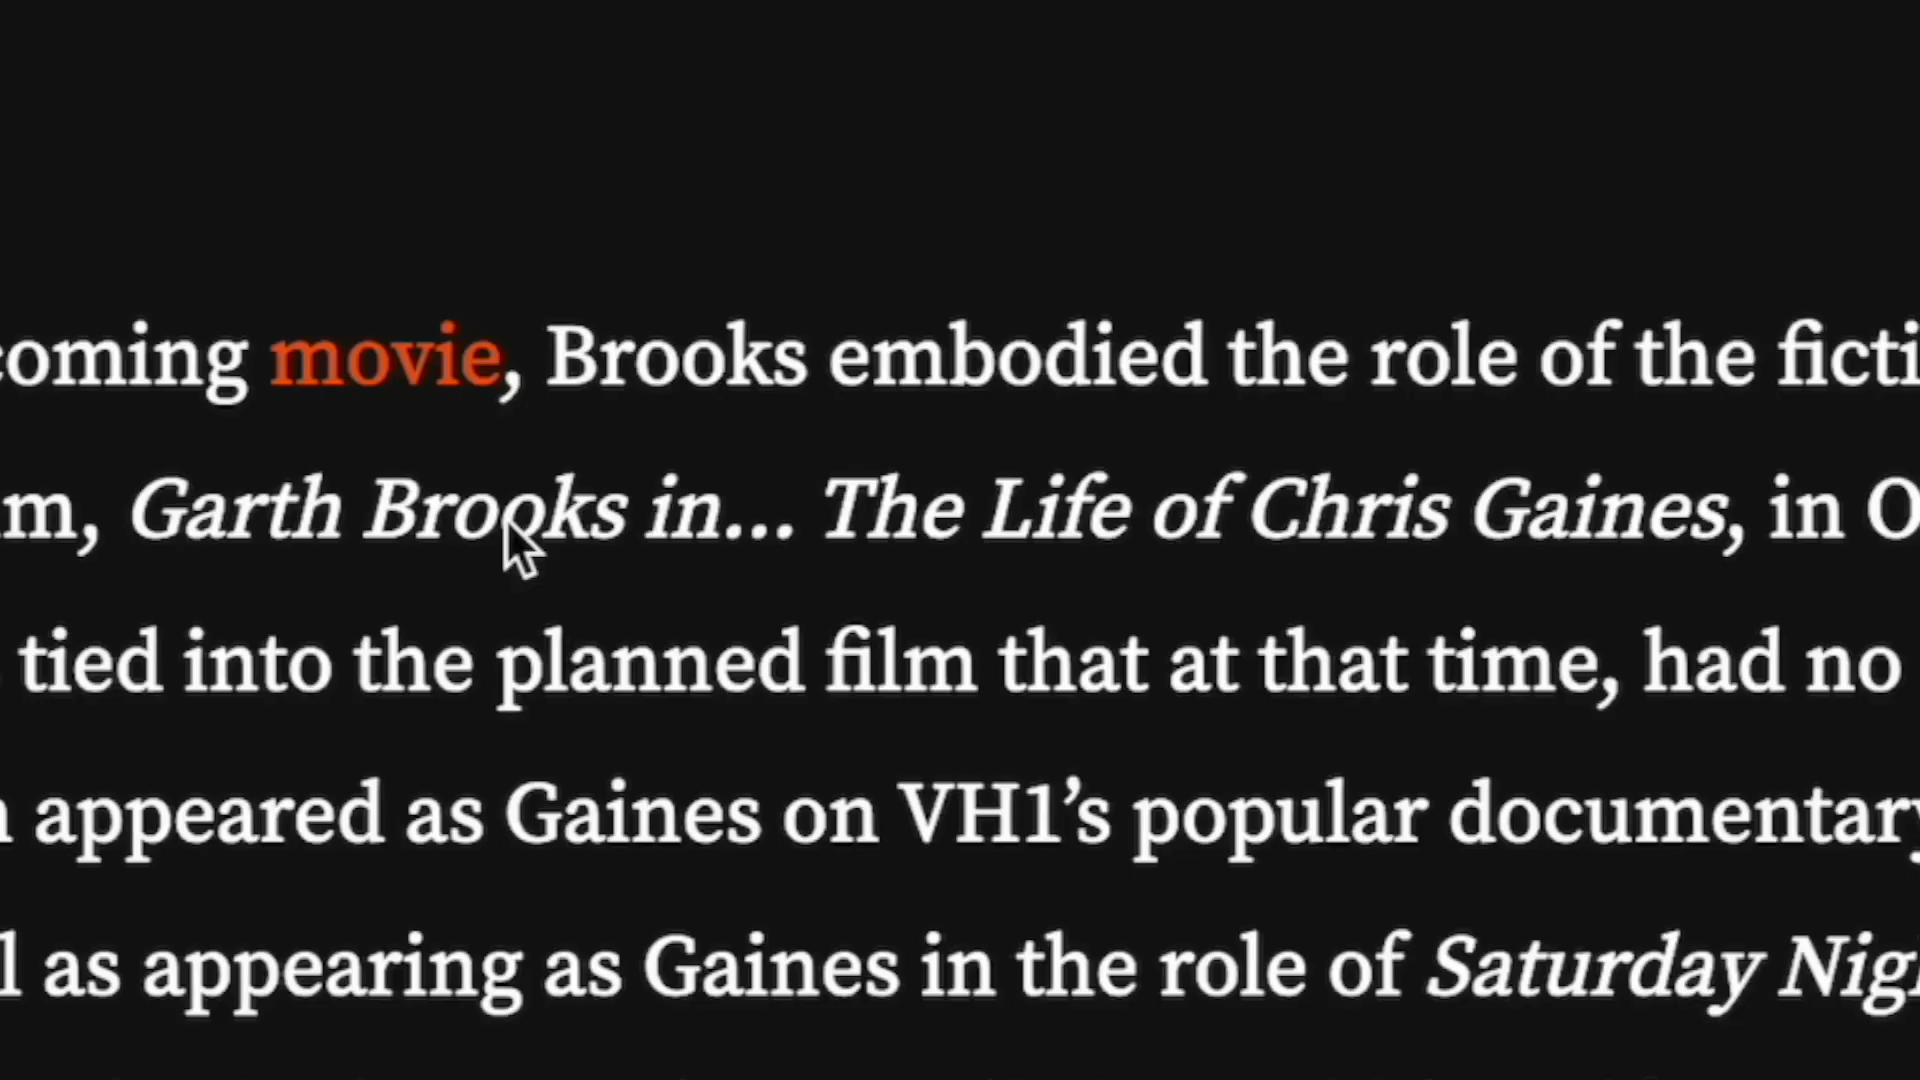 coming movie, Brooks embodied the role of the ficti
m, Garth Brooks in... The Life of Chris Gaines, in O
tied into the planned film that at that time, had no
appeared as Gaines on VH1’s popular documentary
l as appearing as Gaines in the role of Saturday Nig